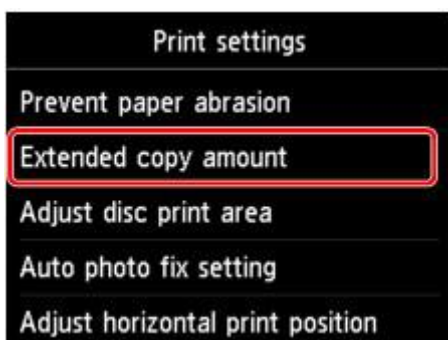 Print settings
Prevent paper abrasion
Extended copy amount
Adjust disc print area
Auto photo fix setting
Adjust horizontal print position